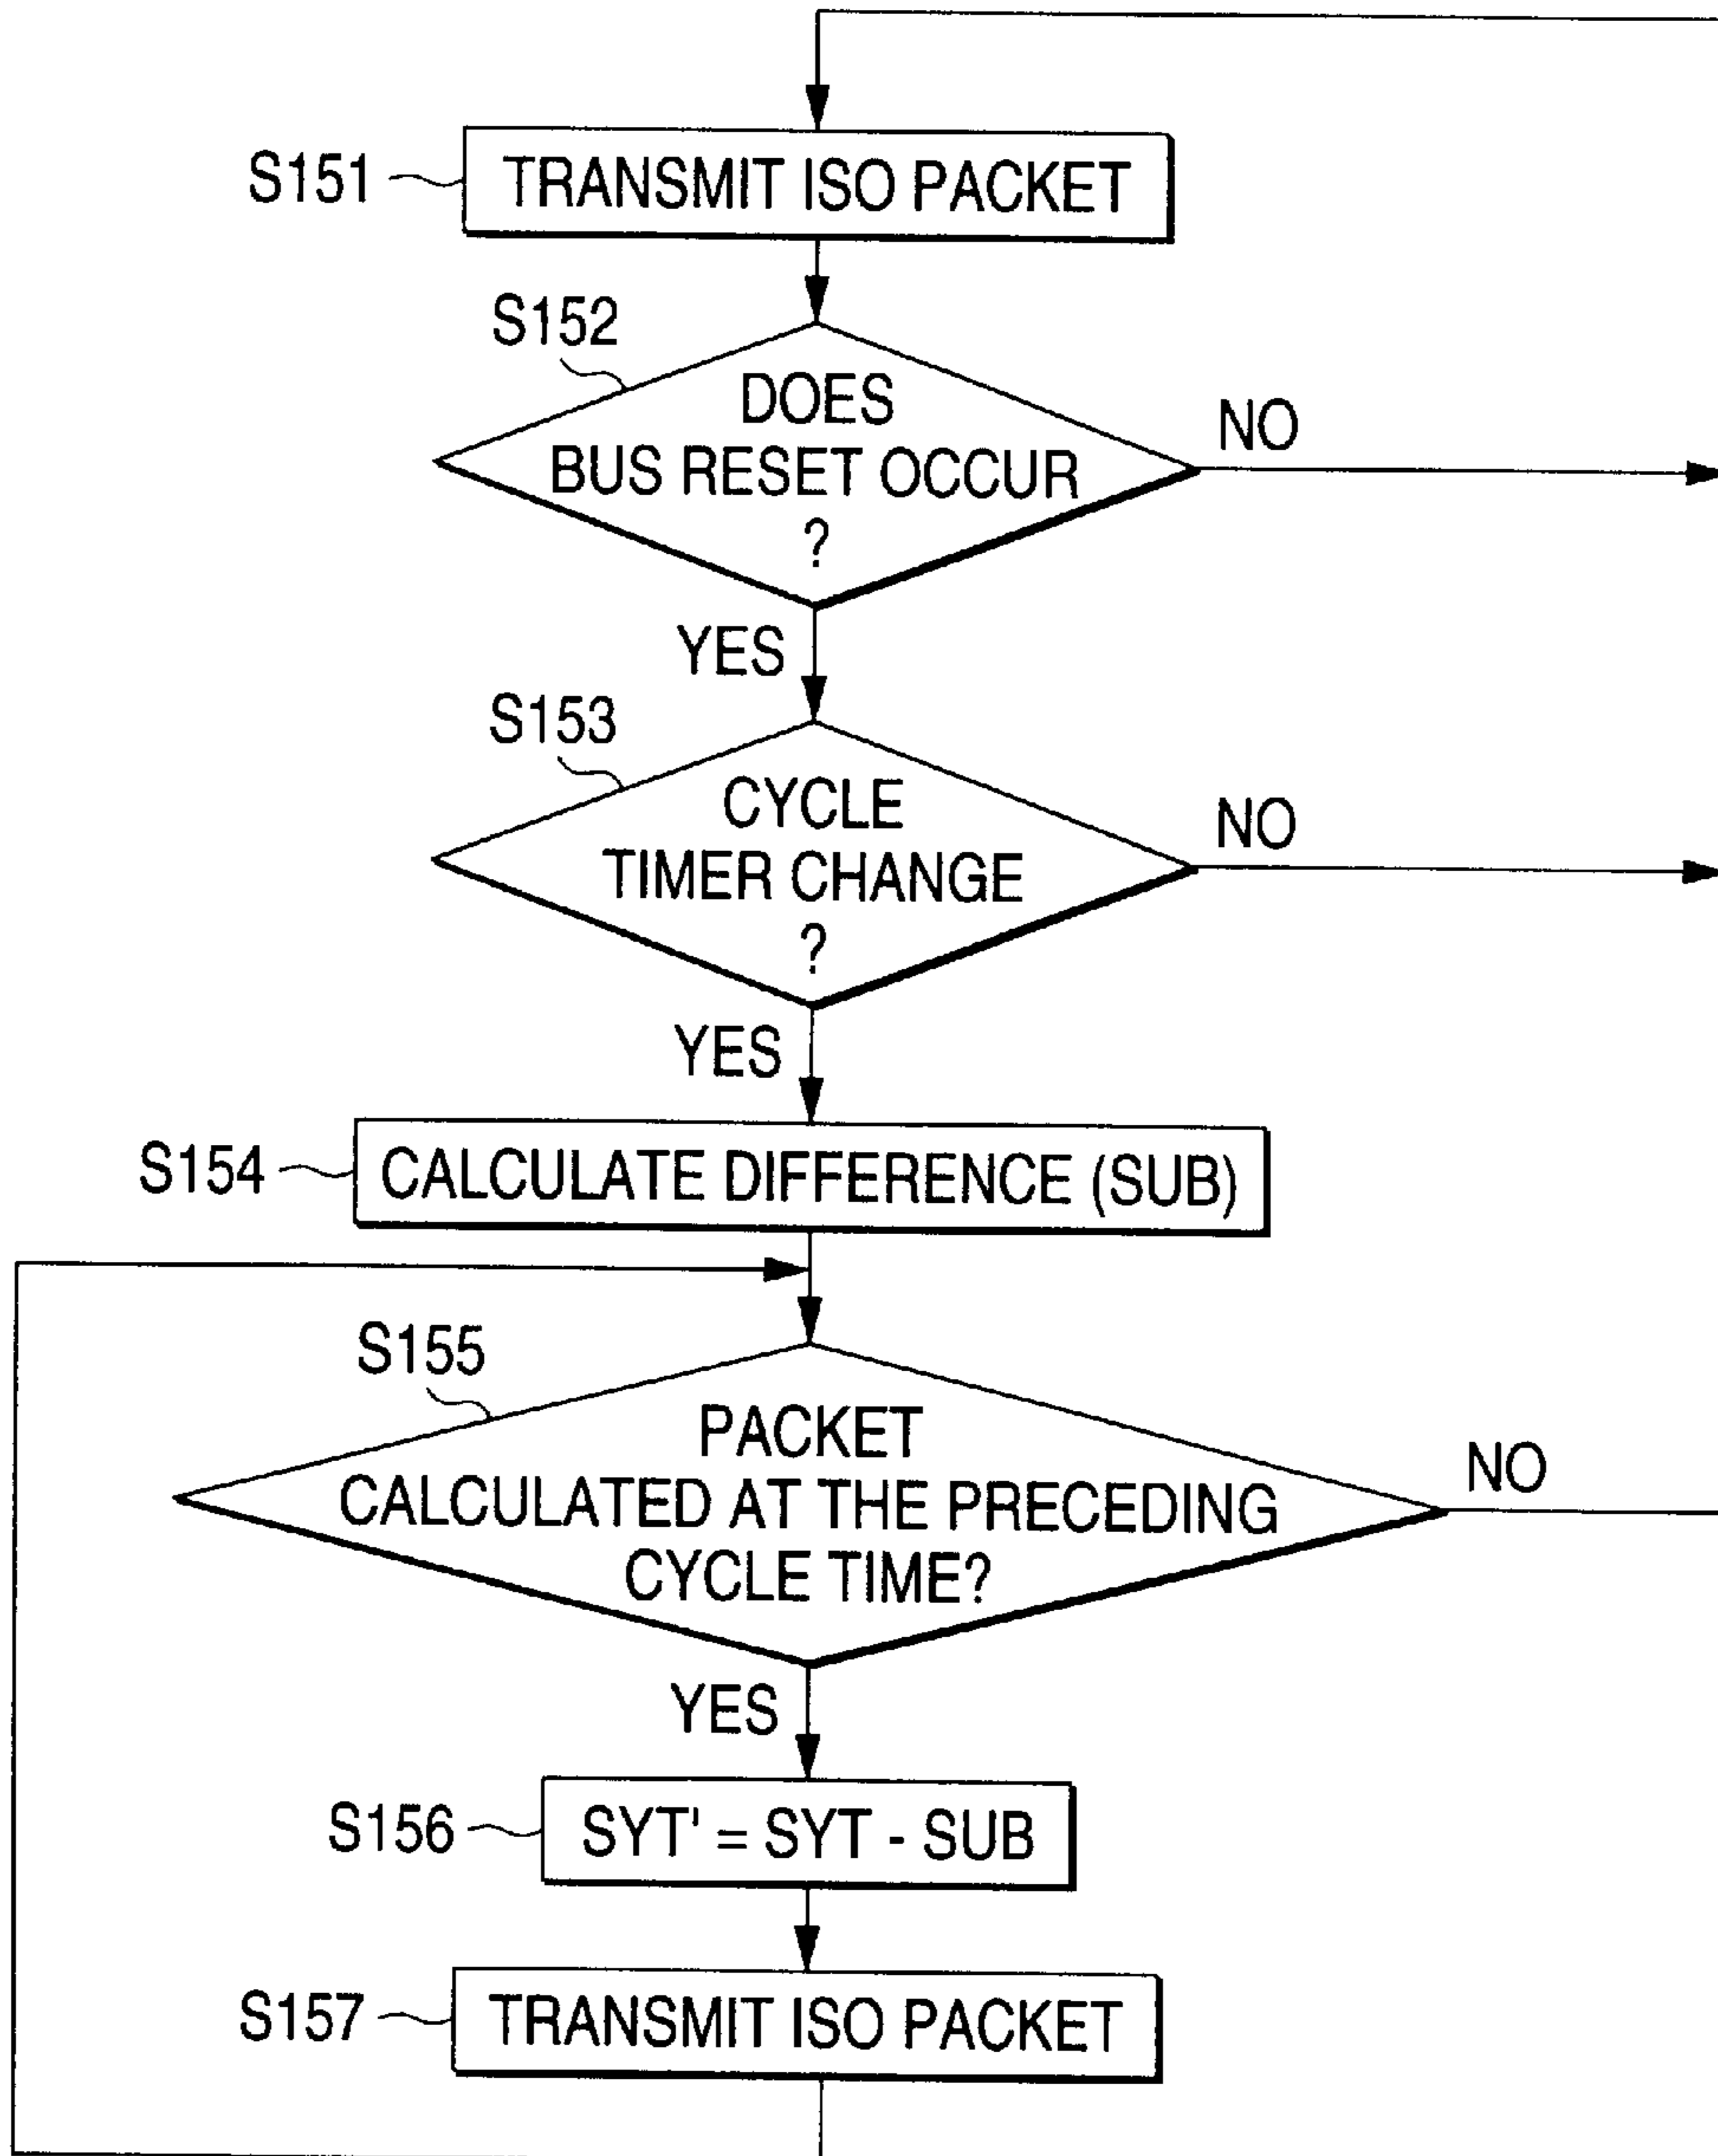 S151
TRANSMIT ISO PACKET
S152
DOES
BUS RESET OCCUR
?
NO
YES
S153
CYCLE
TIMER CHANGE
?
NO
YES
S154
CALCULATE DIFFERENCE (SUB)
S155
PACKET
CALCULATED AT THE PRECEDING
CYCLE TIME?
NO
YES
S156
SYT' = SYT - SUB
S157
TRANSMIT ISO PACKET